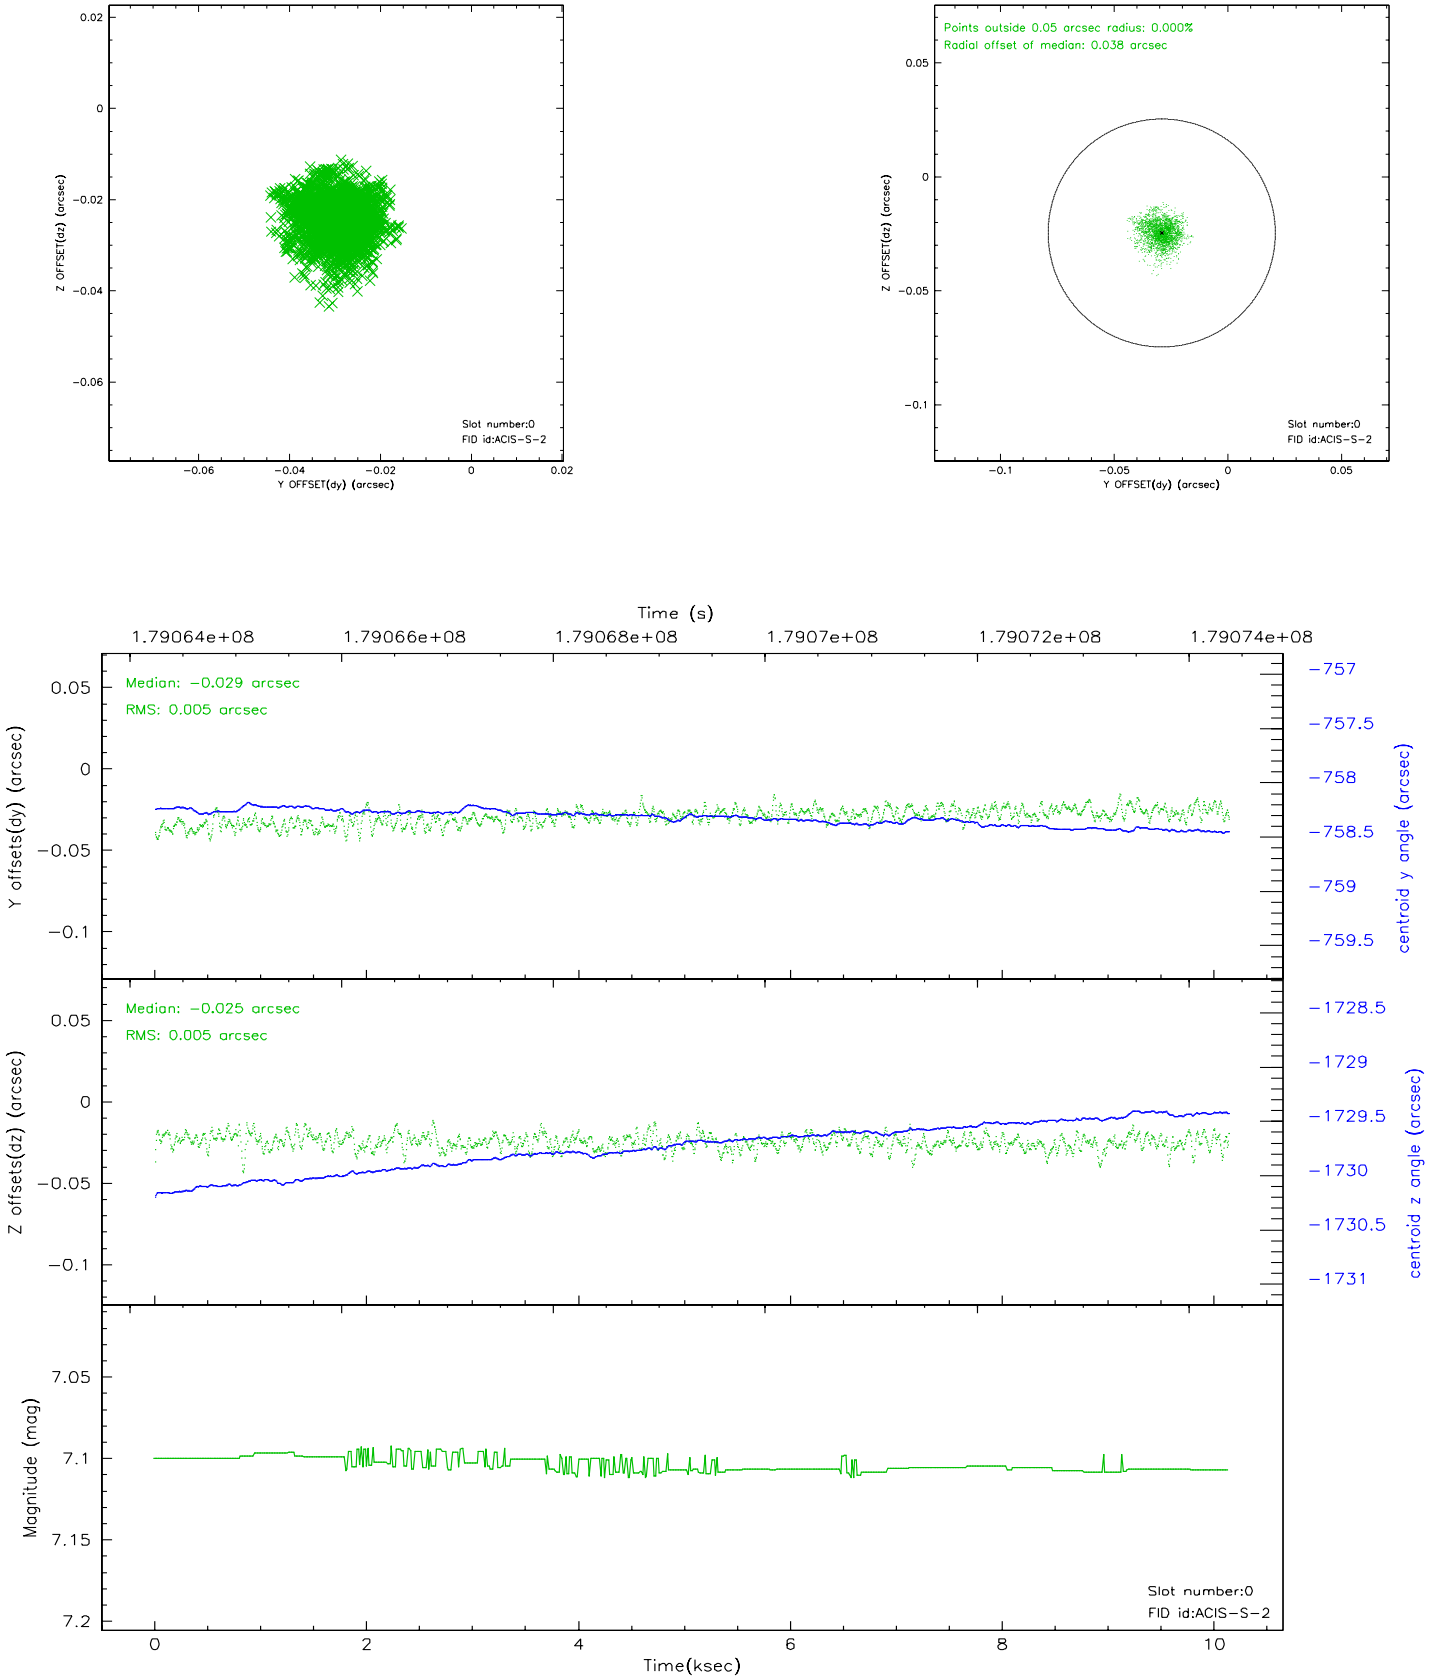 0.02
0
-0.02
-0.04
-0.06
Z OFFSET(dz) (arcsec)
Slot number:0
FID id:ACIS-S-2
-0.06 -0.04 -0.02 0 0.02
Y OFFSET(dy) (arcsec)
Points outside 0.05 arcsec radius: 0.000%
Radial offset of median: 0.038 arcsec
0.05
0
-0.05
-0.1
Z OFFSET(dz) (arcsec)
Slot number:0
FID id:ACIS-S-2
-0.1 -0.05 0 0.05
Y OFFSET(dy) (arcsec)
Time (s)
1.79064e+08 1.79066e+08 1.79068e+08 1.7907e+08 1.79072e+08 1.79074e+08
Median: -0.029 arcsec
RMS: 0.005 arcsec
0.05
0
-0.05
-0.1
Y offsets(dy) (arcsec)
-757
-757.5
-758
-758.5
-759
-759.5
centroid y angle (arcsec)
Median: -0.025 arcsec
RMS: 0.005 arcsec
0.05
0
-0.05
-0.1
Z offsets(dz) (arcsec)
-1728.5
-1729
-1729.5
-1730
-1730.5
-1731
centroid z angle (arcsec)
7.05
7.1
7.15
7.2
Magnitude (mag)
Slot number:0
FID id:ACIS-S-2
0 2 4 6 8 10
Time(ksec)